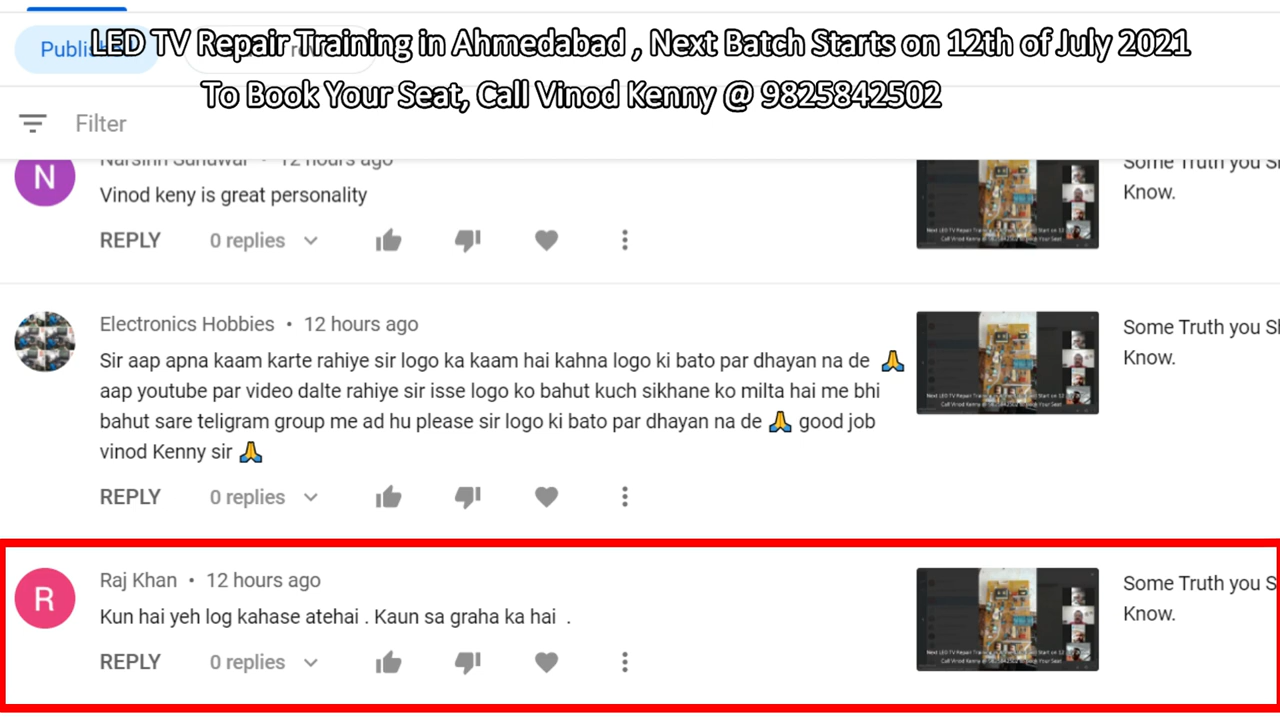 LED TV Repair Training in Ahmedabad , Next Batch Starts on 12th of July 2021
To Book Your Seat, Call Vinod Kenny @ 9825842502
Filter
12 hours ago
N
Vinod keny is great personality
REPLY 0 replies
Some Truth you
Know.
Electronics Hobbies • 12 hours ago
Sir aap apna kaam karte rahiye sir logo ka kaam hai kahna logo ki bato par dhayan na de 🙏
aap youtube par video dalte rahiye sir isse logo ko bahut kuch sikhane ko milta hai me bhi
bahut sare teligram group me ad hu please sir logo ki bato par dhayan na de 🙏 good job
vinod Kenny sir 🙏
REPLY 0 replies
Some Truth you
Know.
R
Raj Khan • 12 hours ago
Kun hai yeh log kahase atehai . Kaun sa graha ka hai .
REPLY 0 replies
Some Truth you
Know.